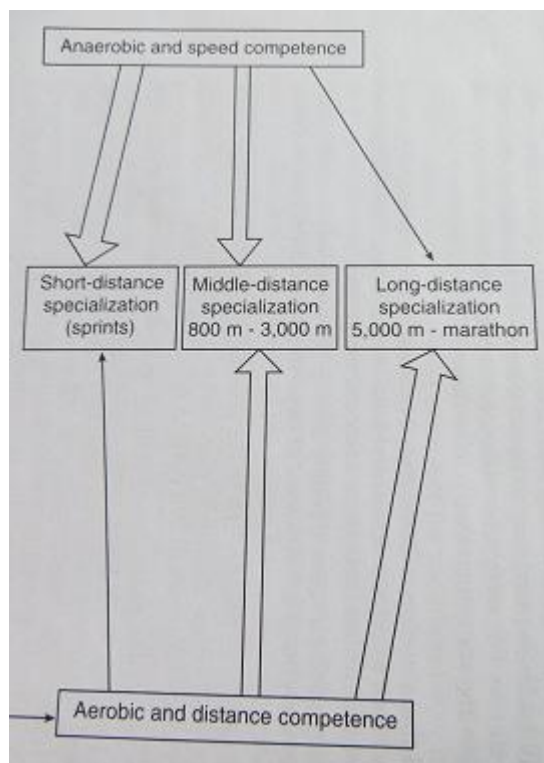 Anaerobic and speed competence
Short-distance
specialization
(sprints)
Middle-distance
specialization
800 m - 3,000 m
Long-distance
specialization
5,000 m - marathon
Aerobic and distance competence